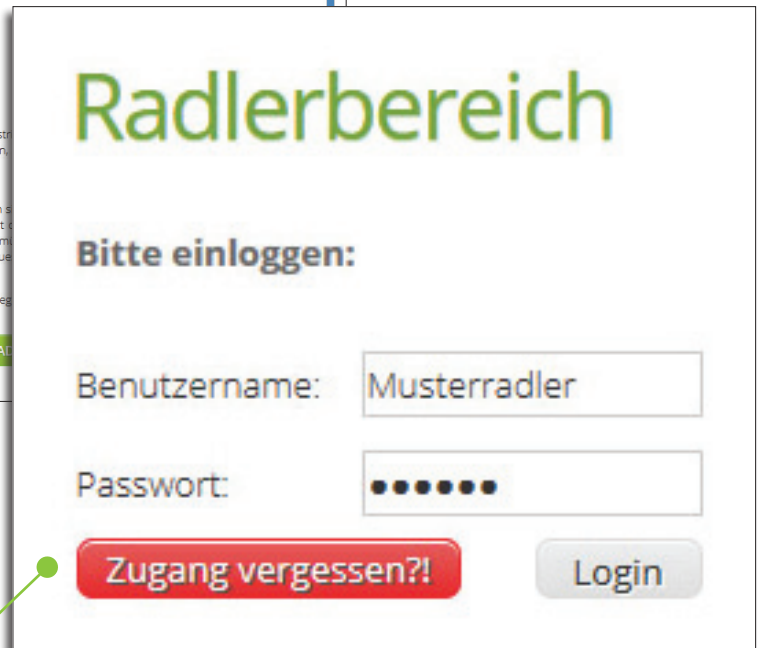 Radlerbereich
Bitte einloggen:
Benutzername: Musterradler
Passwort: ••••••
Zugang vergessen?! Login